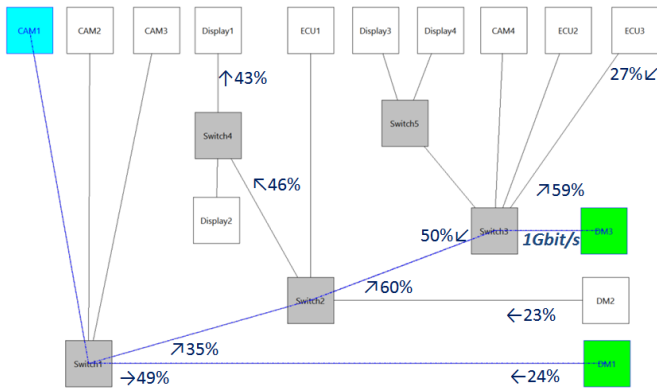 CAM1 CAM2 CAM3 Display1 ECU1 Display3 Display4 CAM4 ECU2 ECU3
↑43% 27%↙
Switch4 Switch5
↖46% ↗59%
Display2 50%↙ Switch3 1Gbit/s DM3
↗60%
Switch2 DM2
←23%
↗35%
Switch1 DM1
→49% ←24%